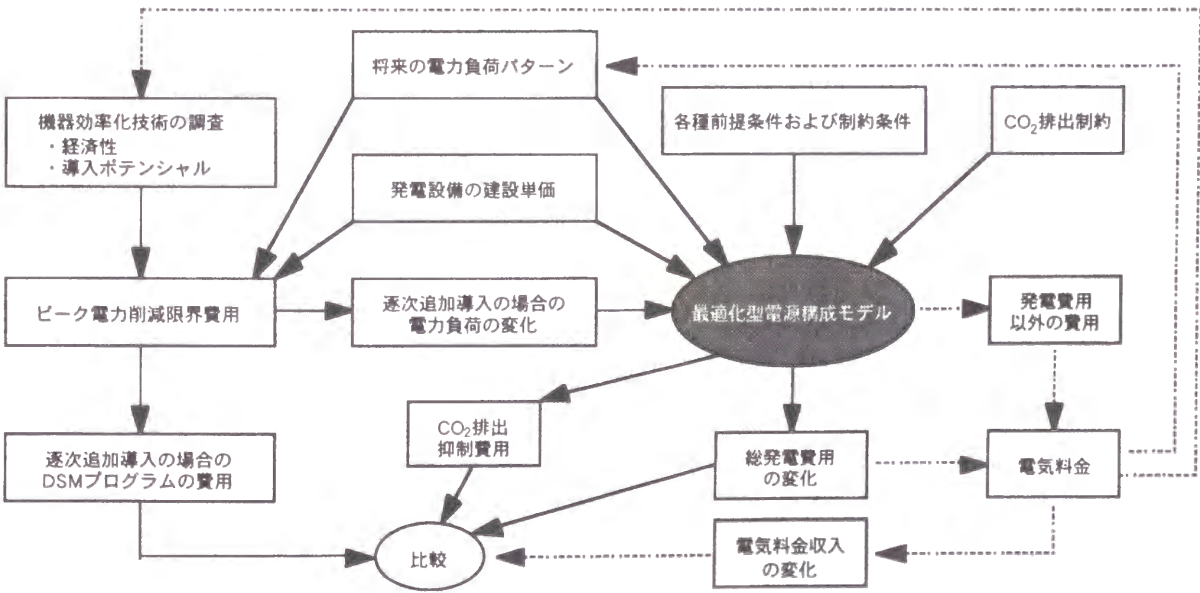 将来の電力負荷パターン
機器効率化技術の調査
・経済性
・導入ポテンシャル
各種前提条件および制約条件
CO₂排出制約
発電設備の建設単価
ピーク電力削減限界費用
逐次追加導入の場合の
電力負荷の変化
最適化型電源構成モデル
発電費用
以外の費用
CO₂排出
抑制費用
逐次追加導入の場合の
DSMプログラムの費用
総発電費用
の変化
電気料金
比較
電気料金収入
の変化